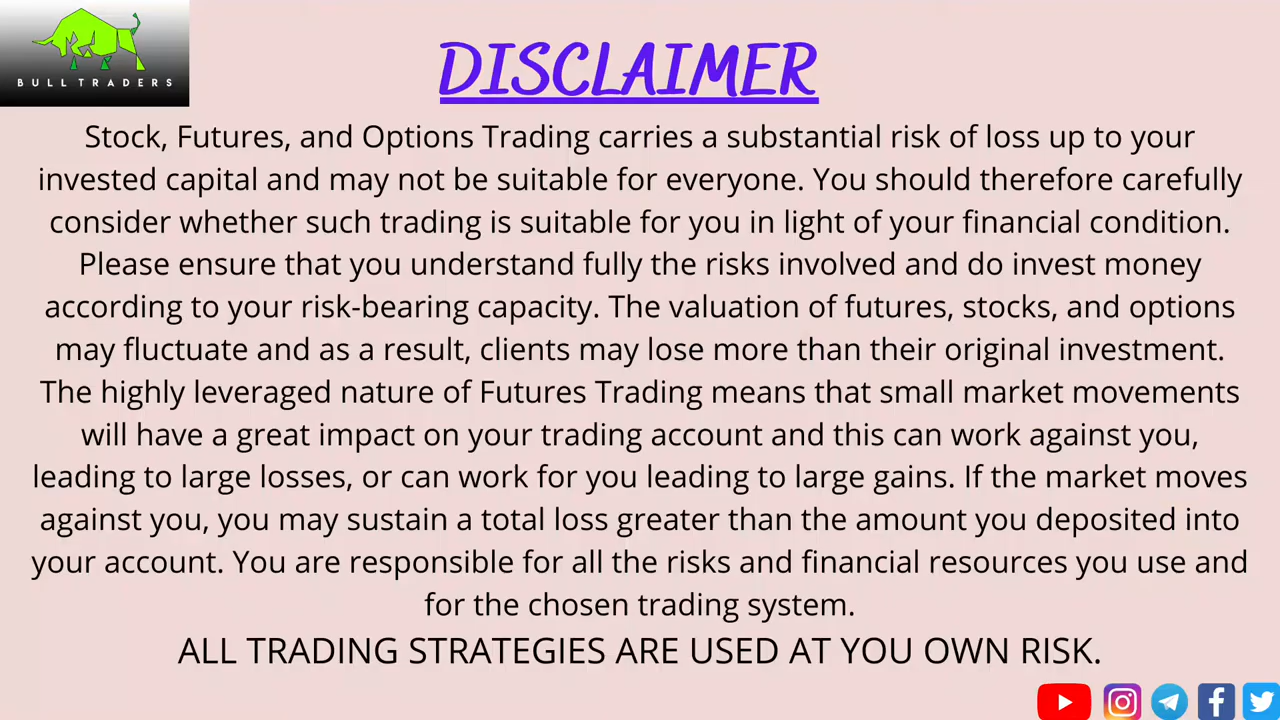 BULL TRADERS
DISCLAIMER
Stock, Futures, and Options Trading carries a substantial risk of loss up to your
invested capital and may not be suitable for everyone. You should therefore carefully
consider whether such trading is suitable for you in light of your financial condition.
Please ensure that you understand fully the risks involved and do invest money
according to your risk-bearing capacity. The valuation of futures, stocks, and options
may fluctuate and as a result, clients may lose more than their original investment.
The highly leveraged nature of Futures Trading means that small market movements
will have a great impact on your trading account and this can work against you,
leading to large losses, or can work for you leading to large gains. If the market moves
against you, you may sustain a total loss greater than the amount you deposited into
your account. You are responsible for all the risks and financial resources you use and
for the chosen trading system.
ALL TRADING STRATEGIES ARE USED AT YOU OWN RISK.